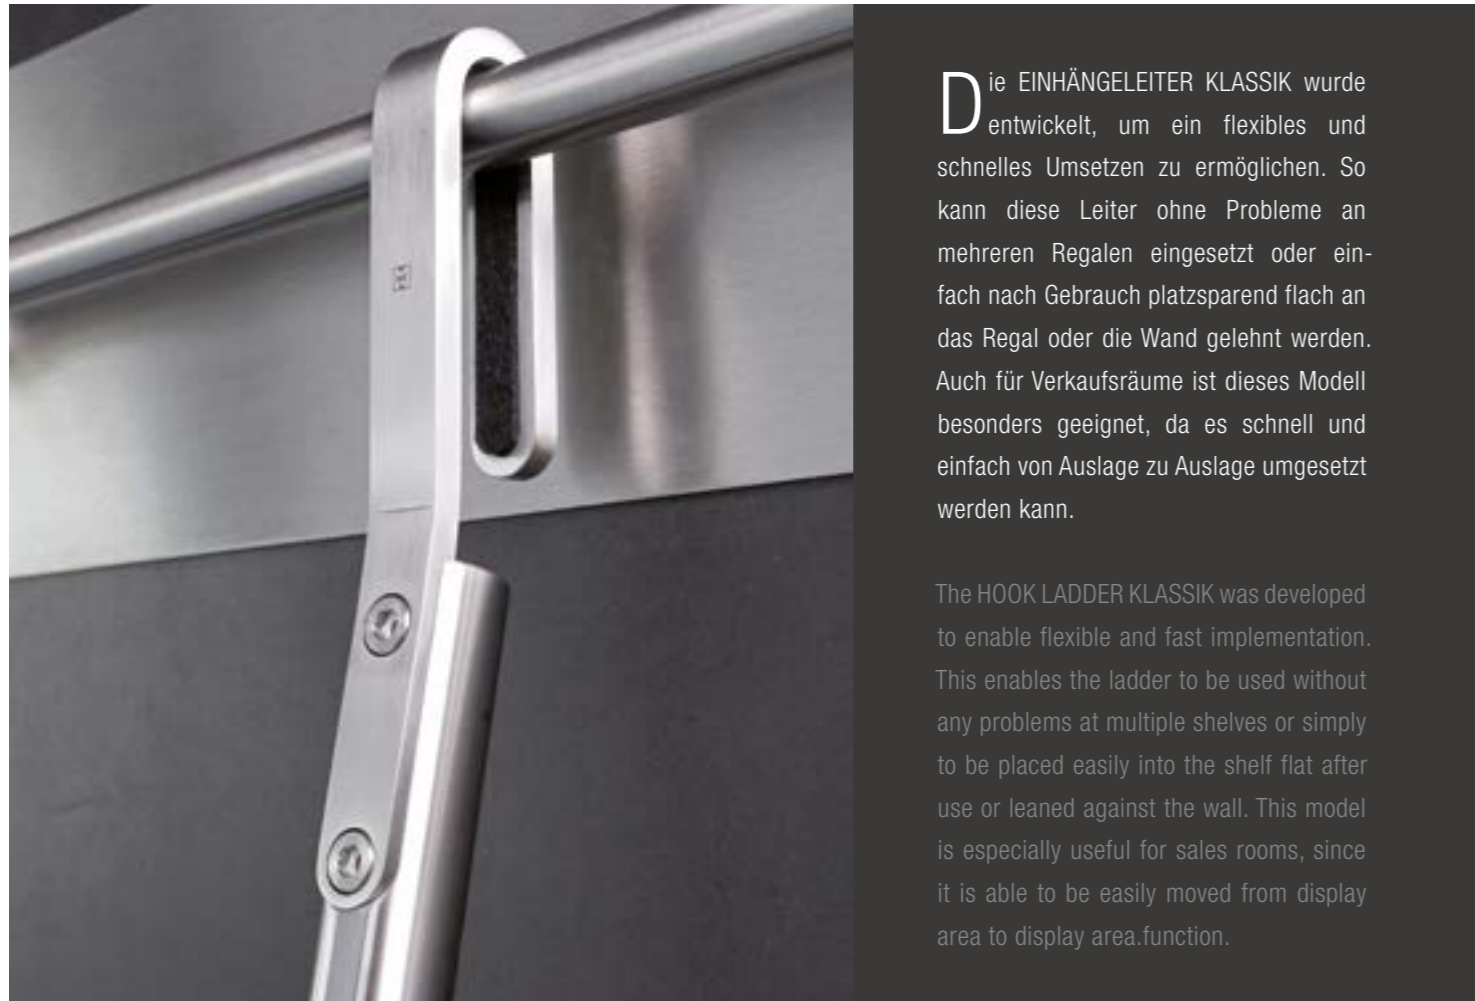 Die EINHÄNGELEITER KLASSIK wurde
entwickelt, um ein flexibles und
schnelles Umsetzen zu ermöglichen. So
kann diese Leiter ohne Probleme an
mehreren Regalen eingesetzt oder ein-
fach nach Gebrauch platzsparend flach an
das Regal oder die Wand gelehnt werden.
Auch für Verkaufsräume ist dieses Modell
besonders geeignet, da es schnell und
einfach von Auslage zu Auslage umgesetzt
werden kann.
The HOOK LADDER KLASSIK was developed
to enable flexible and fast implementation.
This enables the ladder to be used without
any problems at multiple shelves or simply
to be placed easily into the shelf flat after
use or leaned against the wall. This model
is especially useful for sales rooms, since
it is able to be easily moved from display
area to display area.function.